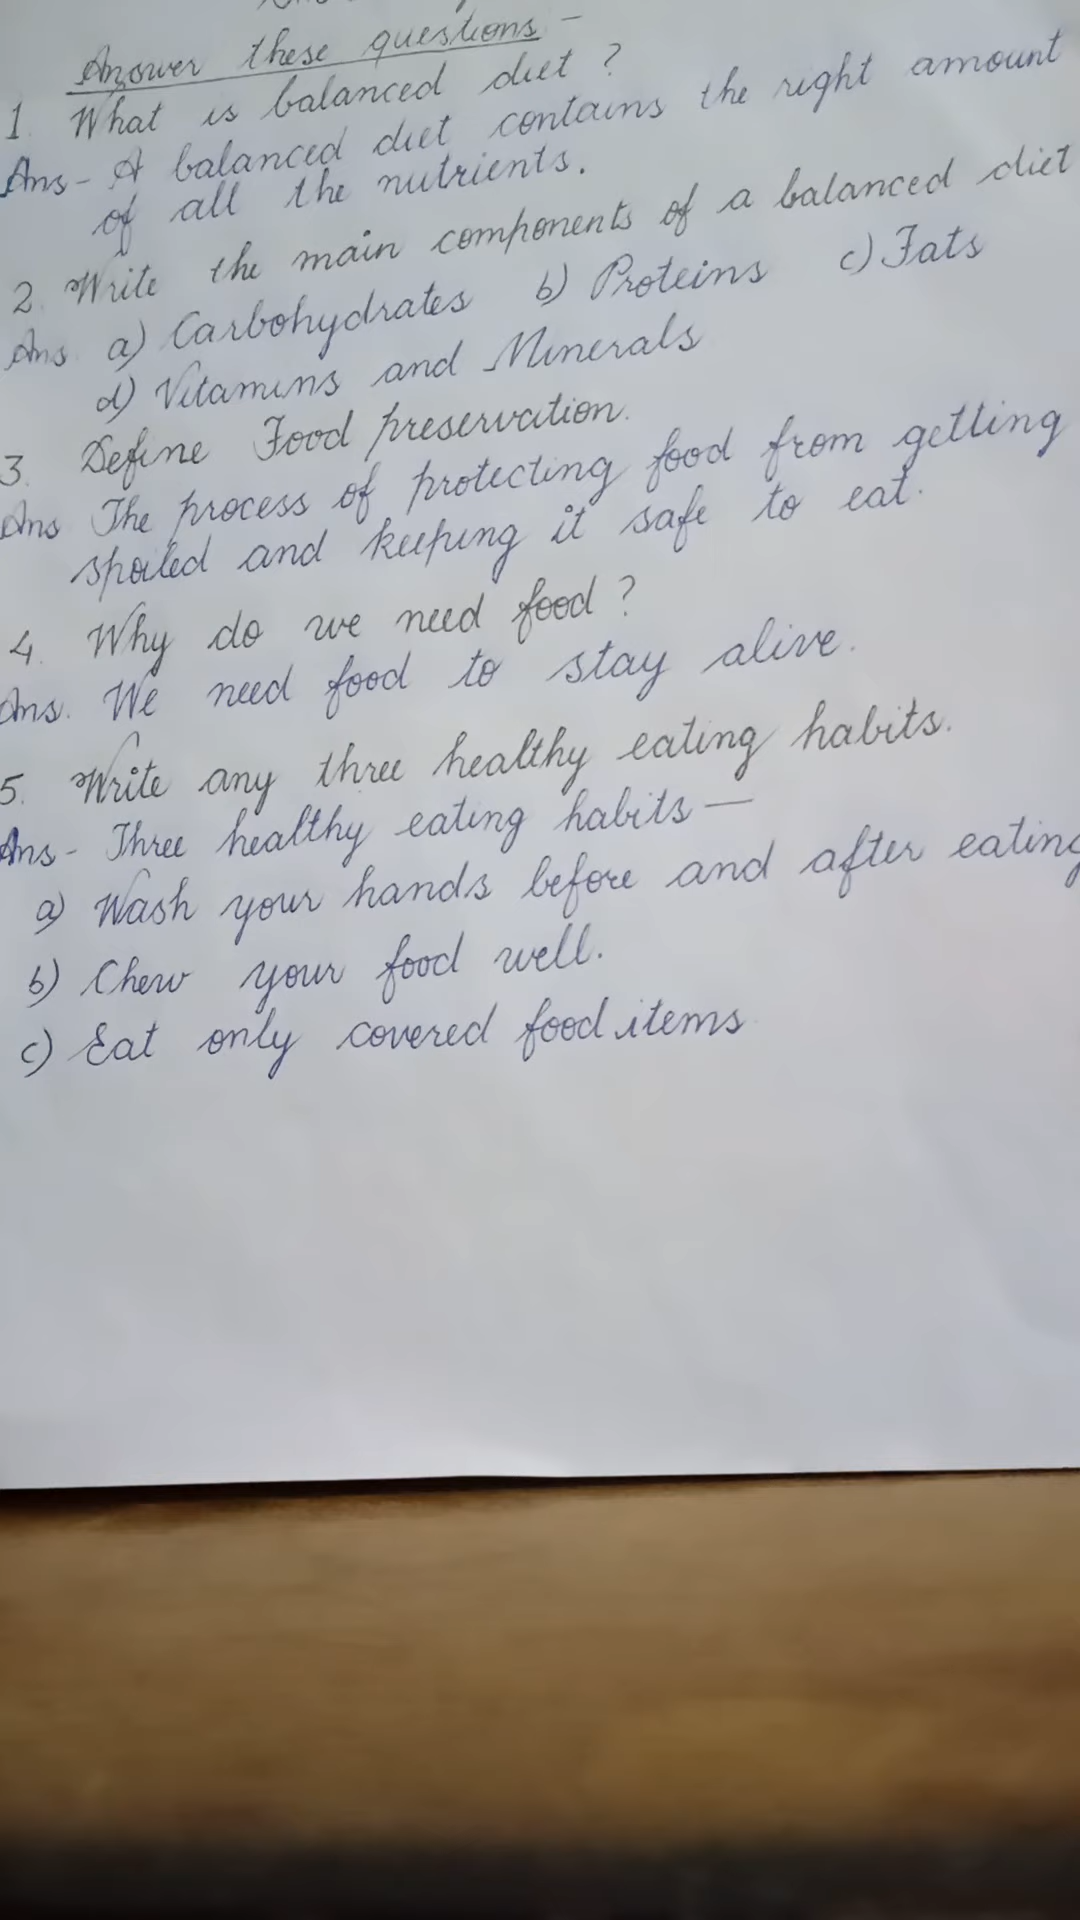 Answer these questions -
1. What is balanced diet ?
Ans - A balanced diet contains the right amount
of all the nutrients.
2. Write the main components of a balanced diet
Ans. a) Carbohydrates b) Proteins c) Fats
d) Vitamins and Minerals
3. Define Food preservation.
Ans The process of protecting food from getting
spoiled and keeping it safe to eat.
4. Why do we need food ?
Ans. We need food to stay alive.
5. Write any three healthy eating habits.
Ans - Three healthy eating habits —
a) Wash your hands before and after eating
b) Chew your food well.
c) Eat only covered food items